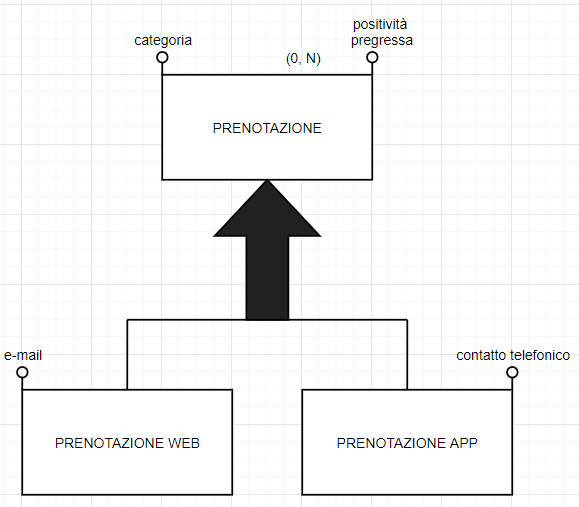 positività
categoria
pregressa
(0, N)
PRENOTAZIONE
e-mail
contatto telefonico
PRENOTAZIONE WEB
PRENOTAZIONE APP